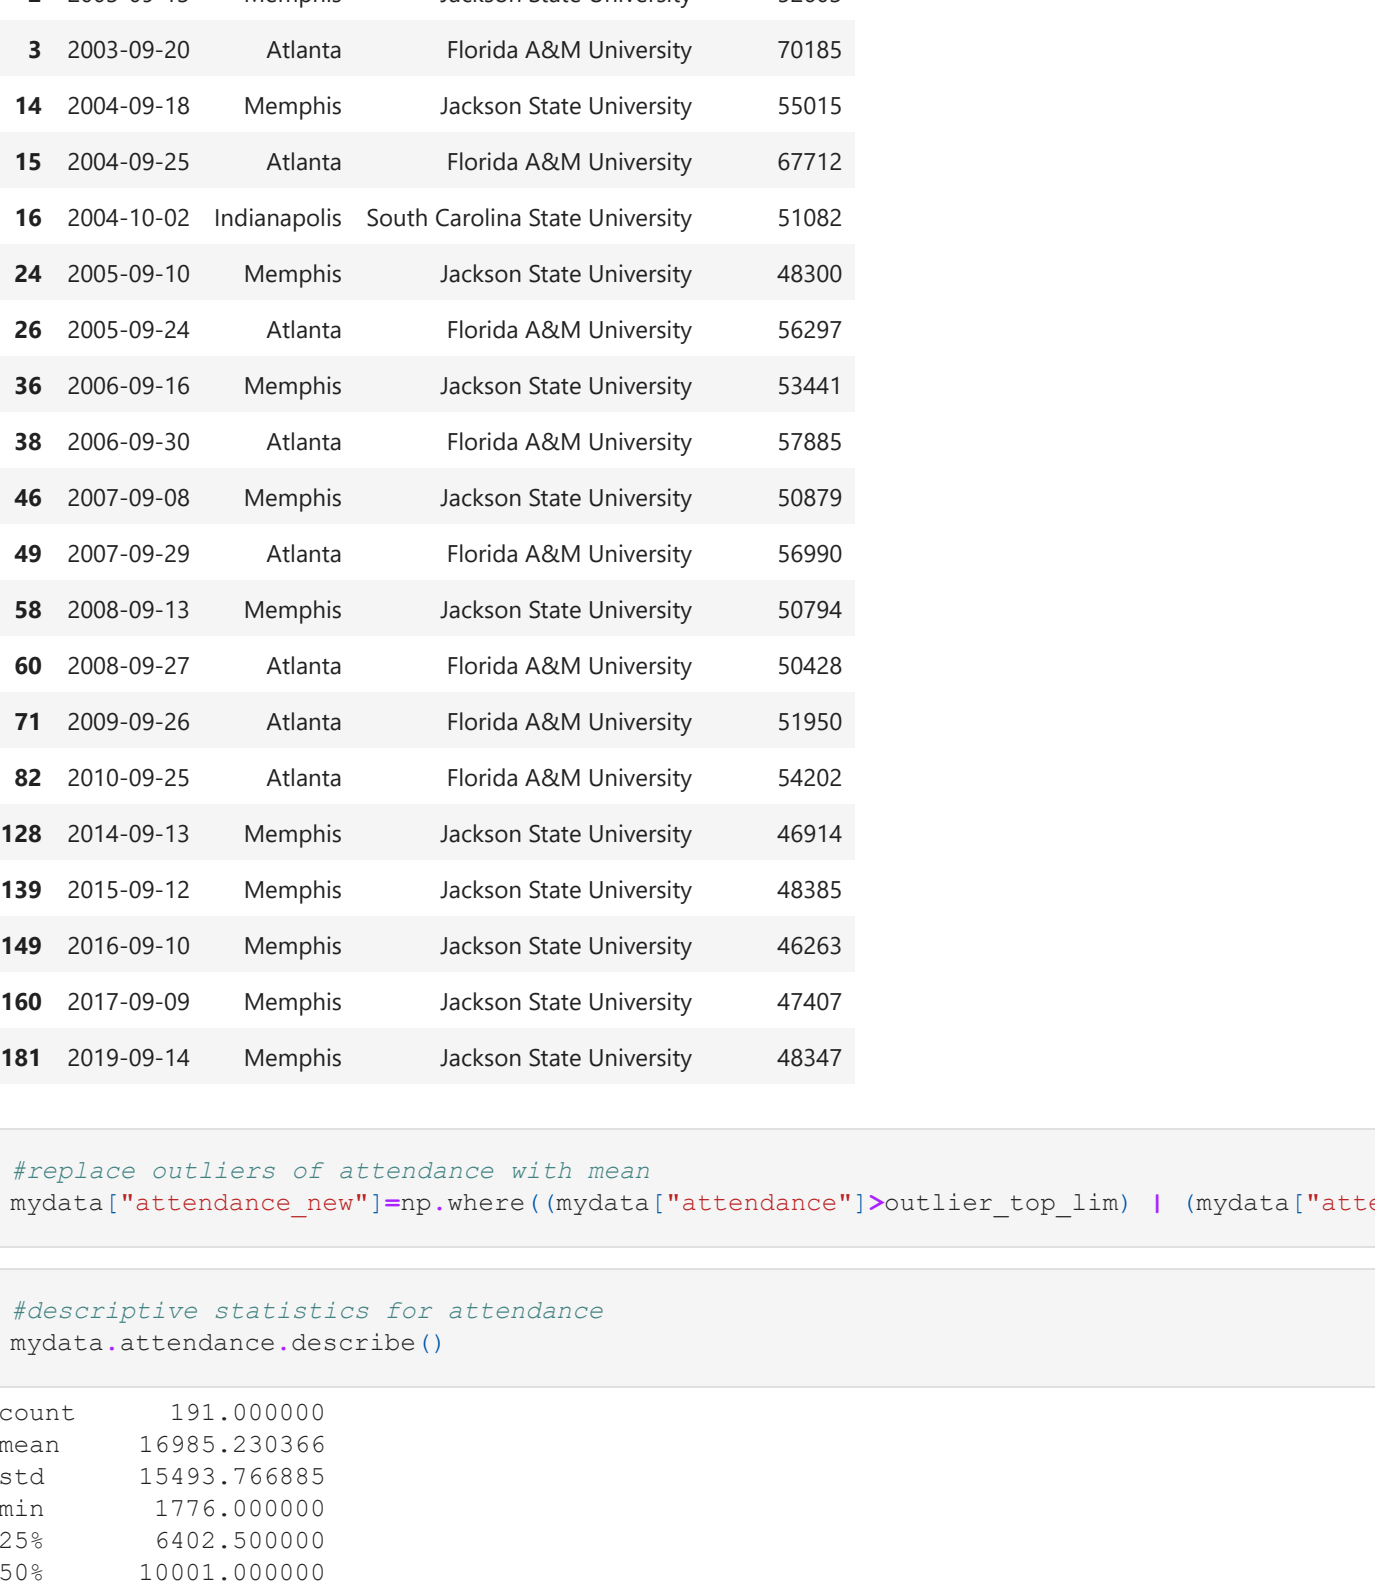 3 2003-09-20 Atlanta Florida A&M University 70185
14 2004-09-18 Memphis Jackson State University 55015
15 2004-09-25 Atlanta Florida A&M University 67712
16 2004-10-02 Indianapolis South Carolina State University 51082
24 2005-09-10 Memphis Jackson State University 48300
26 2005-09-24 Atlanta Florida A&M University 56297
36 2006-09-16 Memphis Jackson State University 53441
38 2006-09-30 Atlanta Florida A&M University 57885
46 2007-09-08 Memphis Jackson State University 50879
49 2007-09-29 Atlanta Florida A&M University 56990
58 2008-09-13 Memphis Jackson State University 50794
60 2008-09-27 Atlanta Florida A&M University 50428
71 2009-09-26 Atlanta Florida A&M University 51950
82 2010-09-25 Atlanta Florida A&M University 54202
128 2014-09-13 Memphis Jackson State University 46914
139 2015-09-12 Memphis Jackson State University 48385
149 2016-09-10 Memphis Jackson State University 46263
160 2017-09-09 Memphis Jackson State University 47407
181 2019-09-14 Memphis Jackson State University 48347
#replace outliers of attendance with mean
mydata["attendance_new"]=np.where((mydata["attendance"]>outlier_top_lim) | (mydata["atte
#descriptive statistics for attendance
mydata.attendance.describe()
count 191.000000
mean 16985.230366
std 15493.766885
min 1776.000000
25% 6402.500000
50% 10001.000000